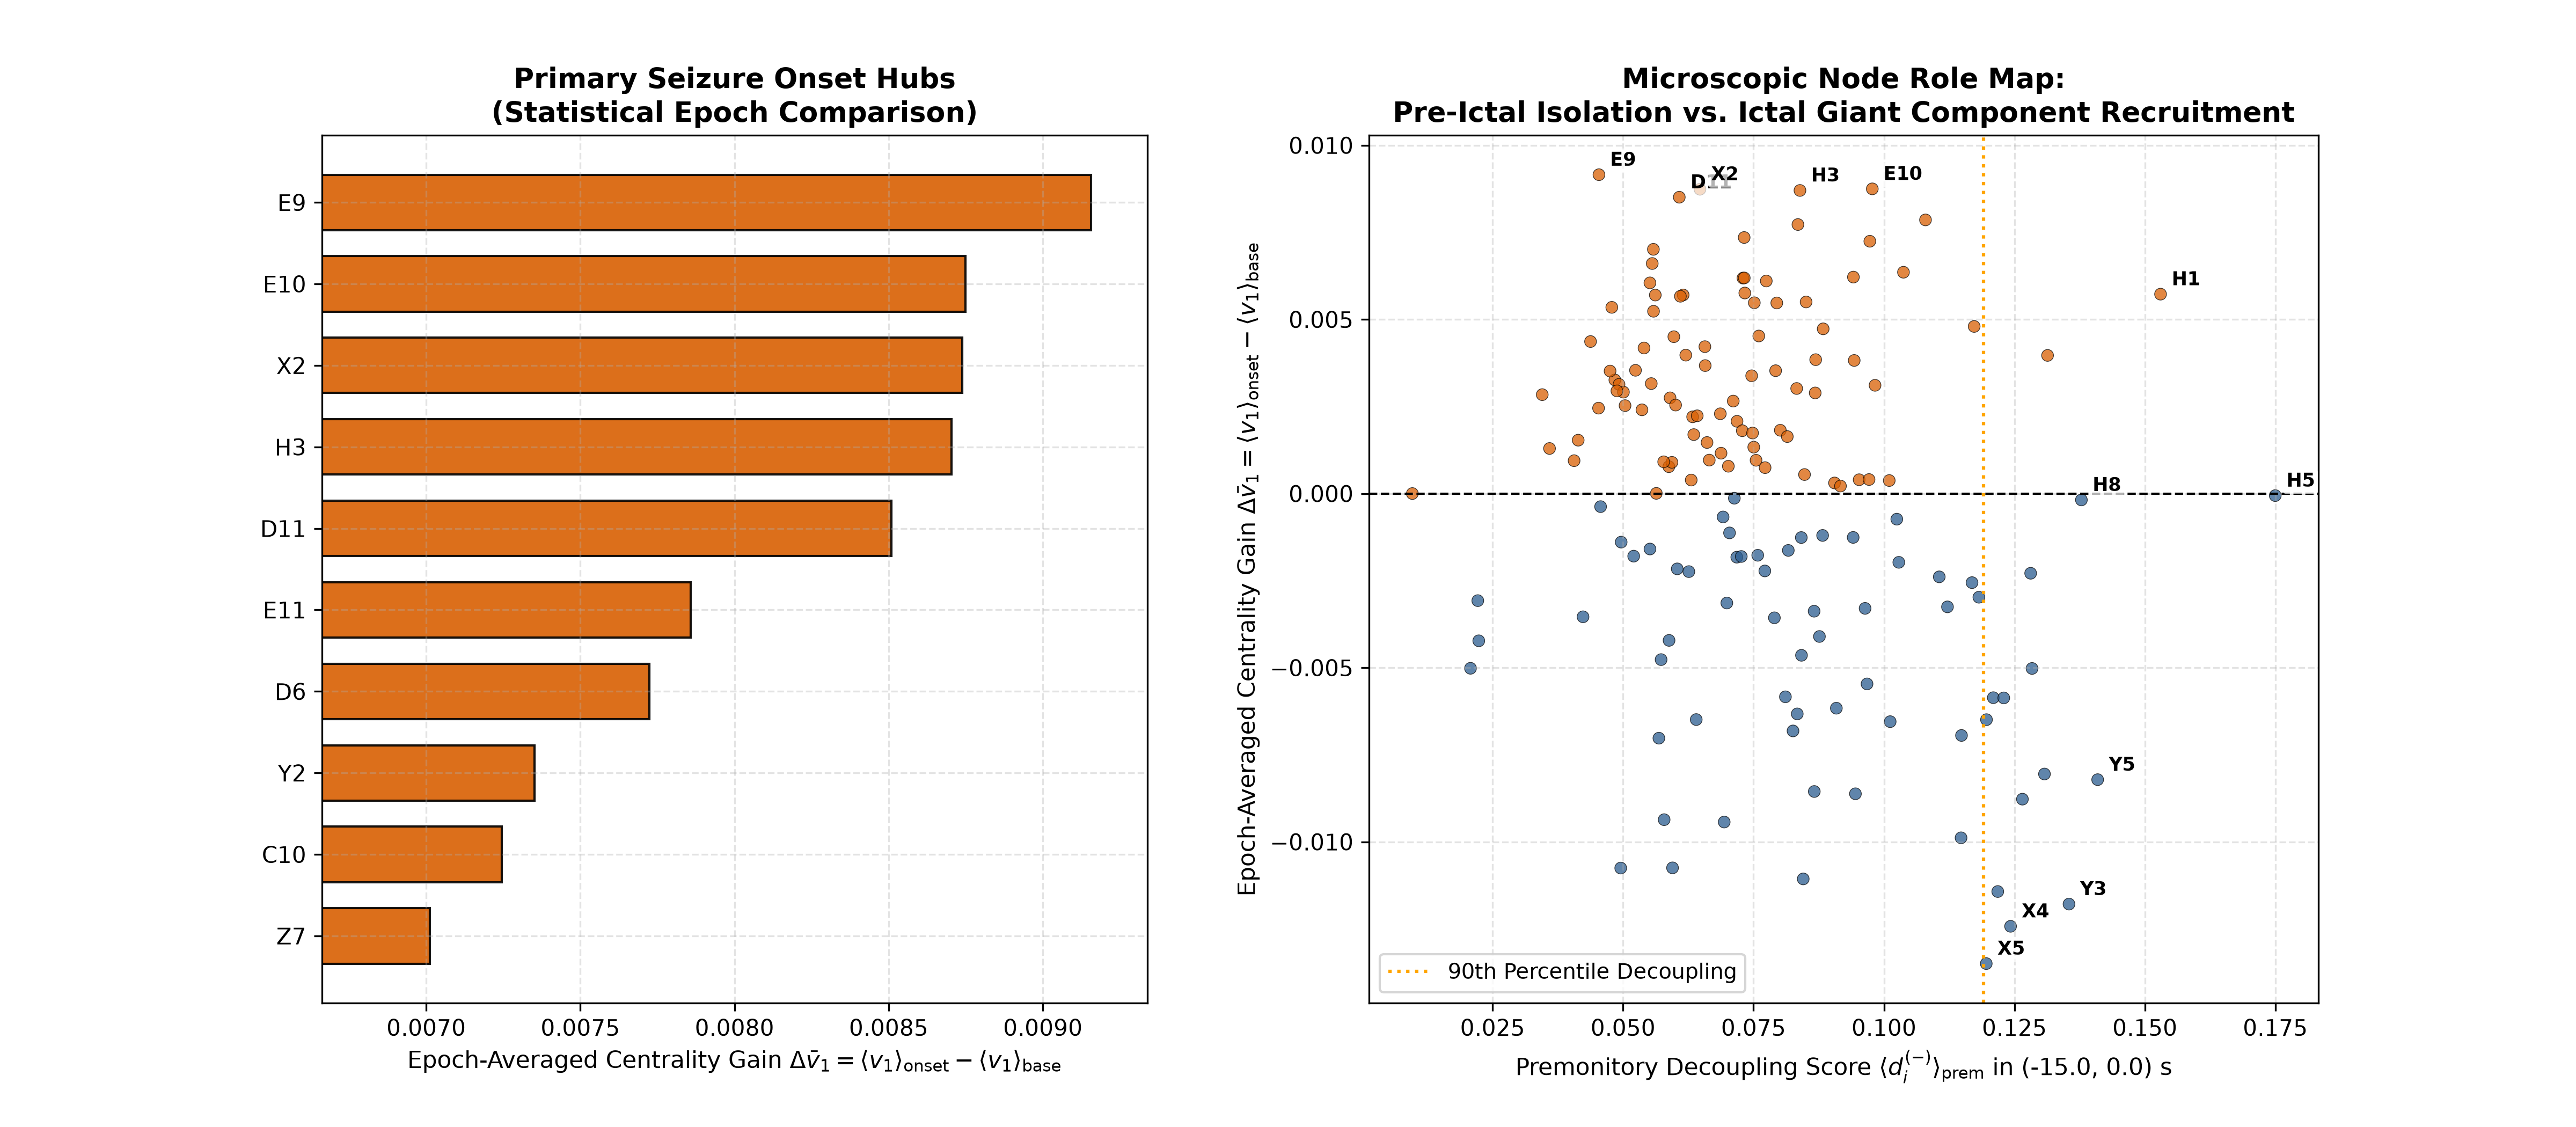 Primary Seizure Onset Hubs
(Statistical Epoch Comparison)
E9
E10
X2
H3
D11
E11
D6
Y2
C10
Z7
0.0070 0.0075 0.0080 0.0085 0.0090
Epoch-Averaged Centrality Gain Δv̄₁ = ⟨v₁⟩onset − ⟨v₁⟩base
Microscopic Node Role Map:
Pre-Ictal Isolation vs. Ictal Giant Component Recruitment
Epoch-Averaged Centrality Gain Δv̄₁ = ⟨v₁⟩onset − ⟨v₁⟩base
0.010
0.005
0.000
−0.005
−0.010
E9
D11
X2
H3
E10
H1
H8
H5
Y5
Y3
X4
X5
90th Percentile Decoupling
0.025 0.050 0.075 0.100 0.125 0.150 0.175
Premonitory Decoupling Score ⟨dᵢ⁽⁻⁾⟩prem in (-15.0, 0.0) s